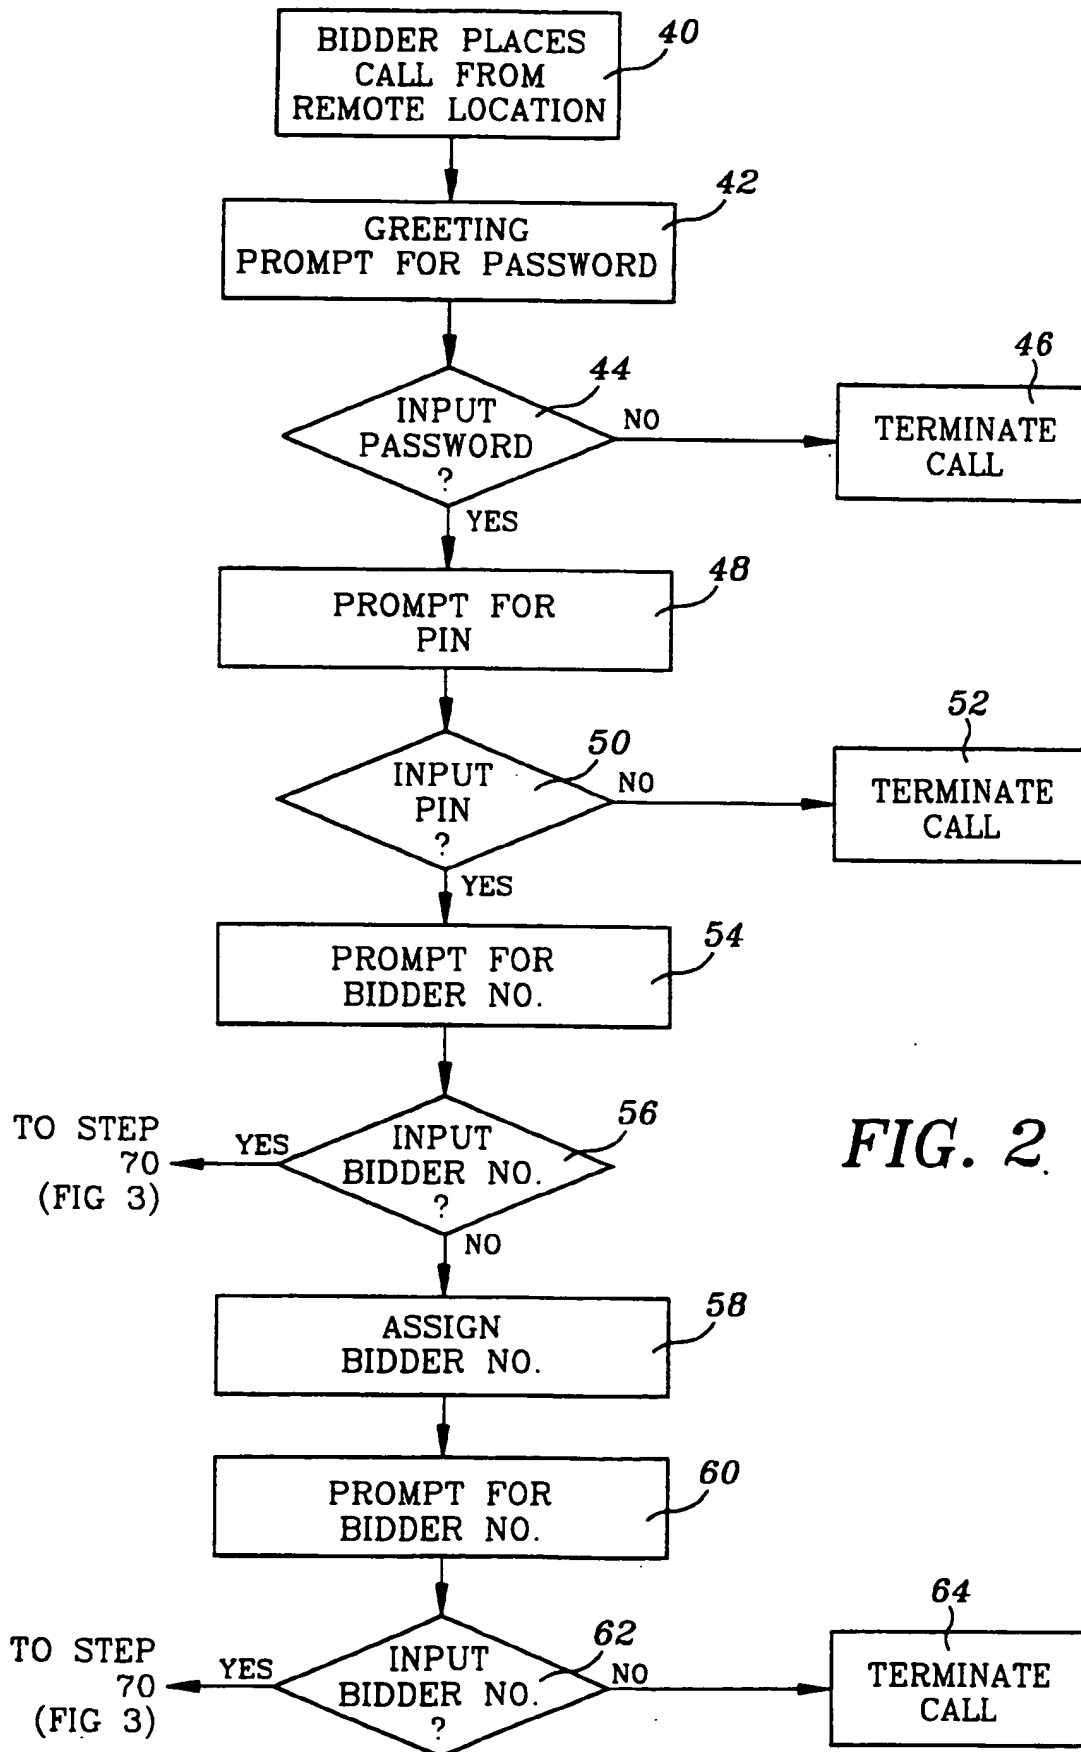 BIDDER PLACES
CALL FROM
REMOTE LOCATION
40
GREETING
PROMPT FOR PASSWORD
42
INPUT
PASSWORD
?
44
NO
46
TERMINATE
CALL
YES
PROMPT FOR
PIN
48
INPUT
PIN
?
50
NO
52
TERMINATE
CALL
YES
PROMPT FOR
BIDDER NO.
54
INPUT
BIDDER NO.
?
56
YES
TO STEP
70
(FIG 3)
FIG. 2.
NO
ASSIGN
BIDDER NO.
58
PROMPT FOR
BIDDER NO.
60
INPUT
BIDDER NO.
?
62
YES
TO STEP
70
(FIG 3)
NO
64
TERMINATE
CALL